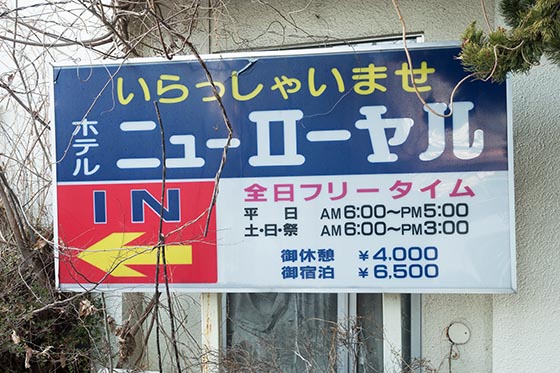 いらっしゃいませ
ホテル ニューローヤル
IN
全日フリータイム
平日 AM6:00~PM5:00
土・日・祭 AM6:00~PM3:00
御休憩 ¥4,000
御宿泊 ¥6,500